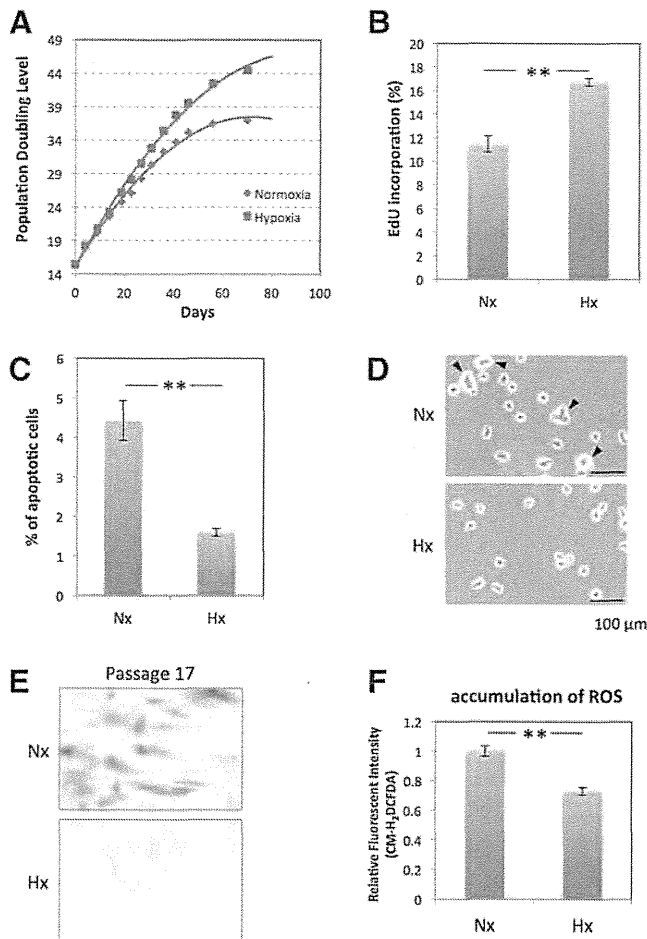 A
Population Doubling Level
49
44
39
34
29
24
19
14
0
20
40
60
80
100
Days
Normoxia
Hypoxia
B
EdU incorporation (%)
20
18
16
14
12
10
8
6
4
2
0
**
Nx
Hx
C
% of apoptotic cells
6
5
4
3
2
1
0
**
Nx
Hx
D
Nx
Hx
100 µm
E
Passage 17
Nx
Hx
F
accumulation of ROS
Relative Fluorescent Intensity
(CM-H₂DCFDA)
1.2
1
0.8
0.6
0.4
0.2
0
**
Nx
Hx